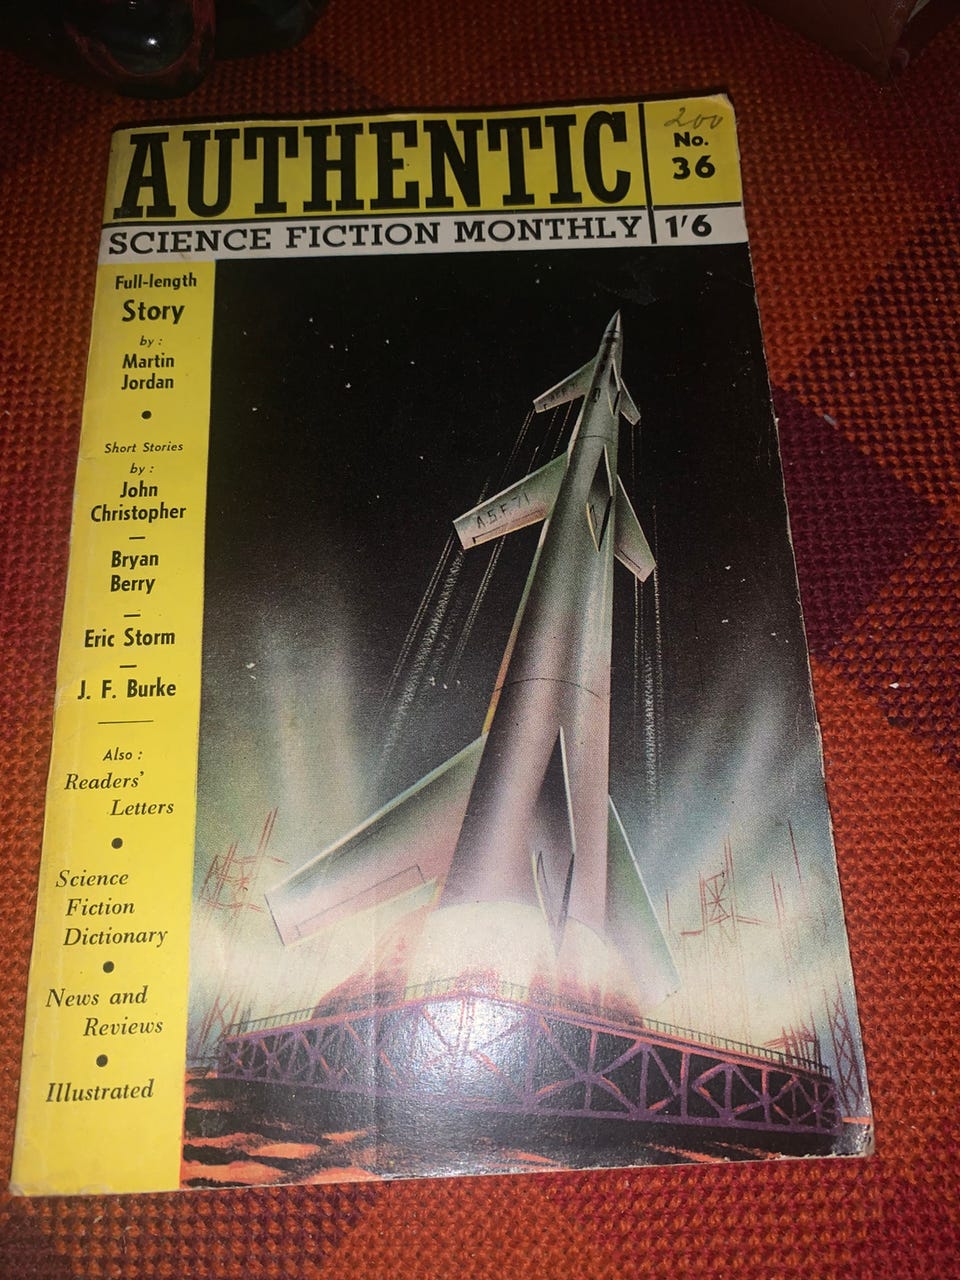 AUTHENTIC
200
No.
36
SCIENCE FICTION MONTHLY
1'6
Full-length
Story
by:
Martin
Jordan
Short Stories
by:
John
Christopher
Bryan
Berry
Eric Storm
J. F. Burke
Also:
Readers'
Letters
Science
Fiction
Dictionary
News and
Reviews
Illustrated
A.S.F 71